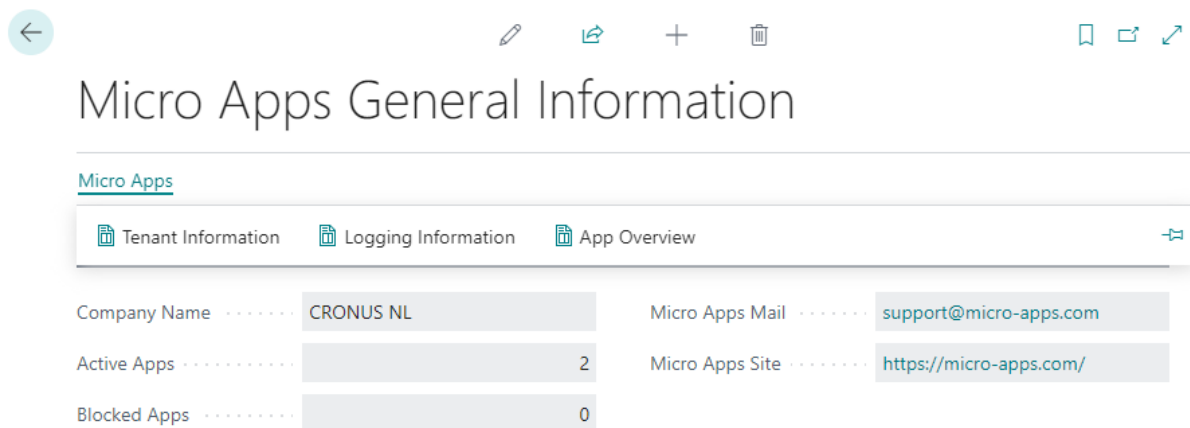 Micro Apps General Information
Micro Apps
Tenant Information Logging Information App Overview
Company Name CRONUS NL Micro Apps Mail support@micro-apps.com
Active Apps 2 Micro Apps Site https://micro-apps.com/
Blocked Apps 0